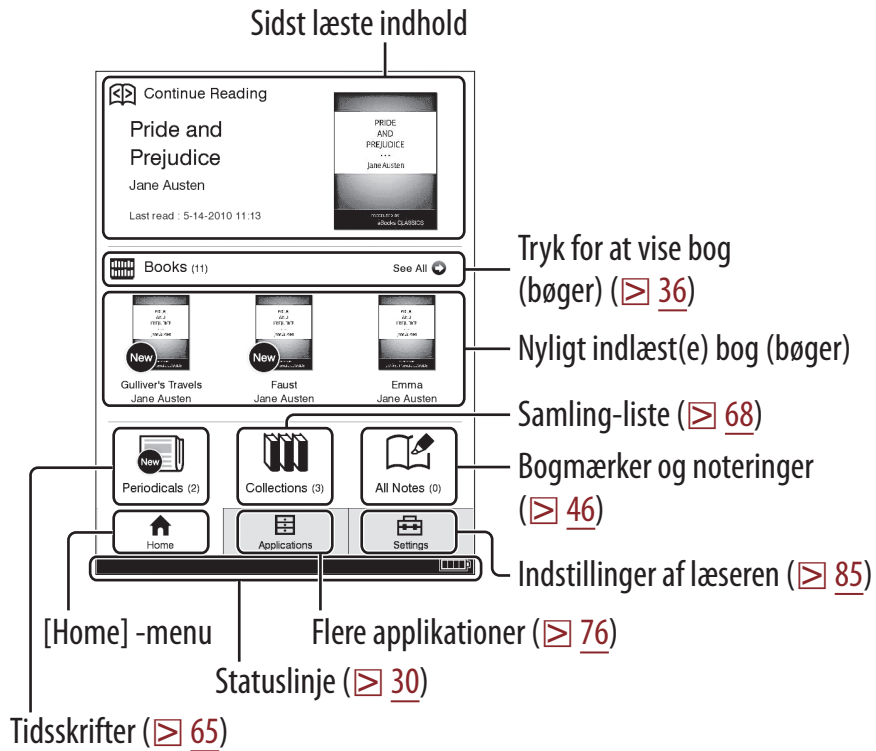 Sidst læste indhold
Continue Reading
Pride and
Prejudice
Jane Austen
Last read : 5-14-2010 11:13
PRIDE
AND
PREJUDICE
Jane Austen
eBooks CLASSICS
Books (11)
See All
Tryk for at vise bog
(bøger) (36)
New
Gulliver's Travels
Jane Austen
New
Faust
Jane Austen
Emma
Jane Austen
Nyligt indlæst(e) bog (bøger)
Samling-liste (68)
New
Periodicals (2)
Collections (3)
All Notes (0)
Bogmærker og noteringer
(46)
Home
Applications
Settings
Indstillinger af læseren (85)
[Home] -menu
Flere applikationer (76)
Statuslinje (30)
Tidsskrifter (65)